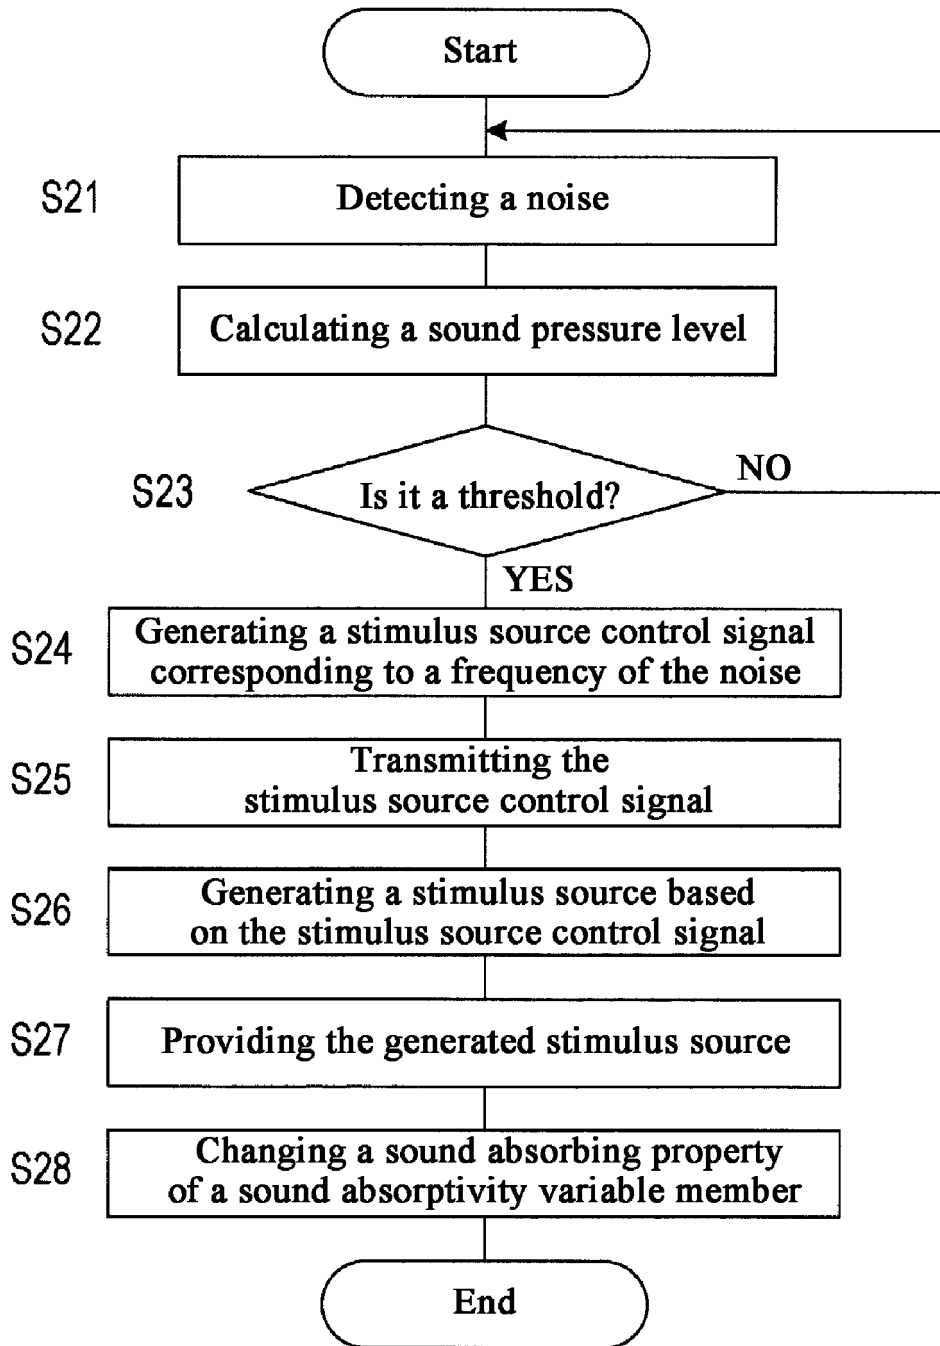 Start
S21
Detecting a noise
S22
Calculating a sound pressure level
S23
Is it a threshold?
NO
YES
S24
Generating a stimulus source control signal
corresponding to a frequency of the noise
S25
Transmitting the
stimulus source control signal
S26
Generating a stimulus source based
on the stimulus source control signal
S27
Providing the generated stimulus source
S28
Changing a sound absorbing property
of a sound absorptivity variable member
End